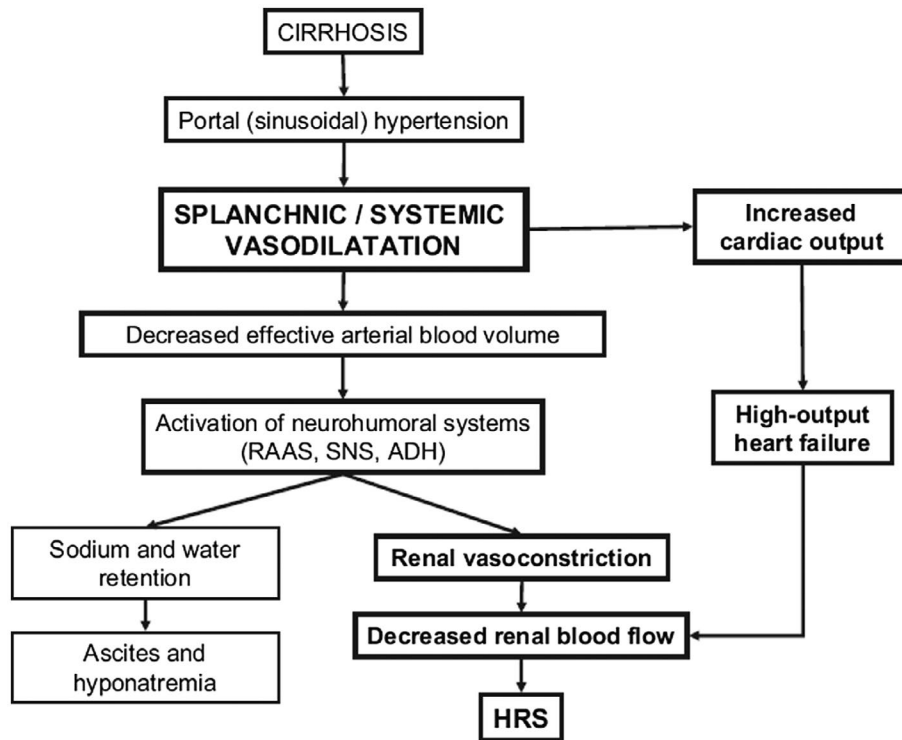 CIRRHOSIS
Portal (sinusoidal) hypertension
SPLANCHNIC / SYSTEMIC
VASODILATATION
Increased
cardiac output
Decreased effective arterial blood volume
Activation of neurohumoral systems
(RAAS, SNS, ADH)
High-output
heart failure
Sodium and water
retention
Renal vasoconstriction
Decreased renal blood flow
Ascites and
hyponatremia
HRS